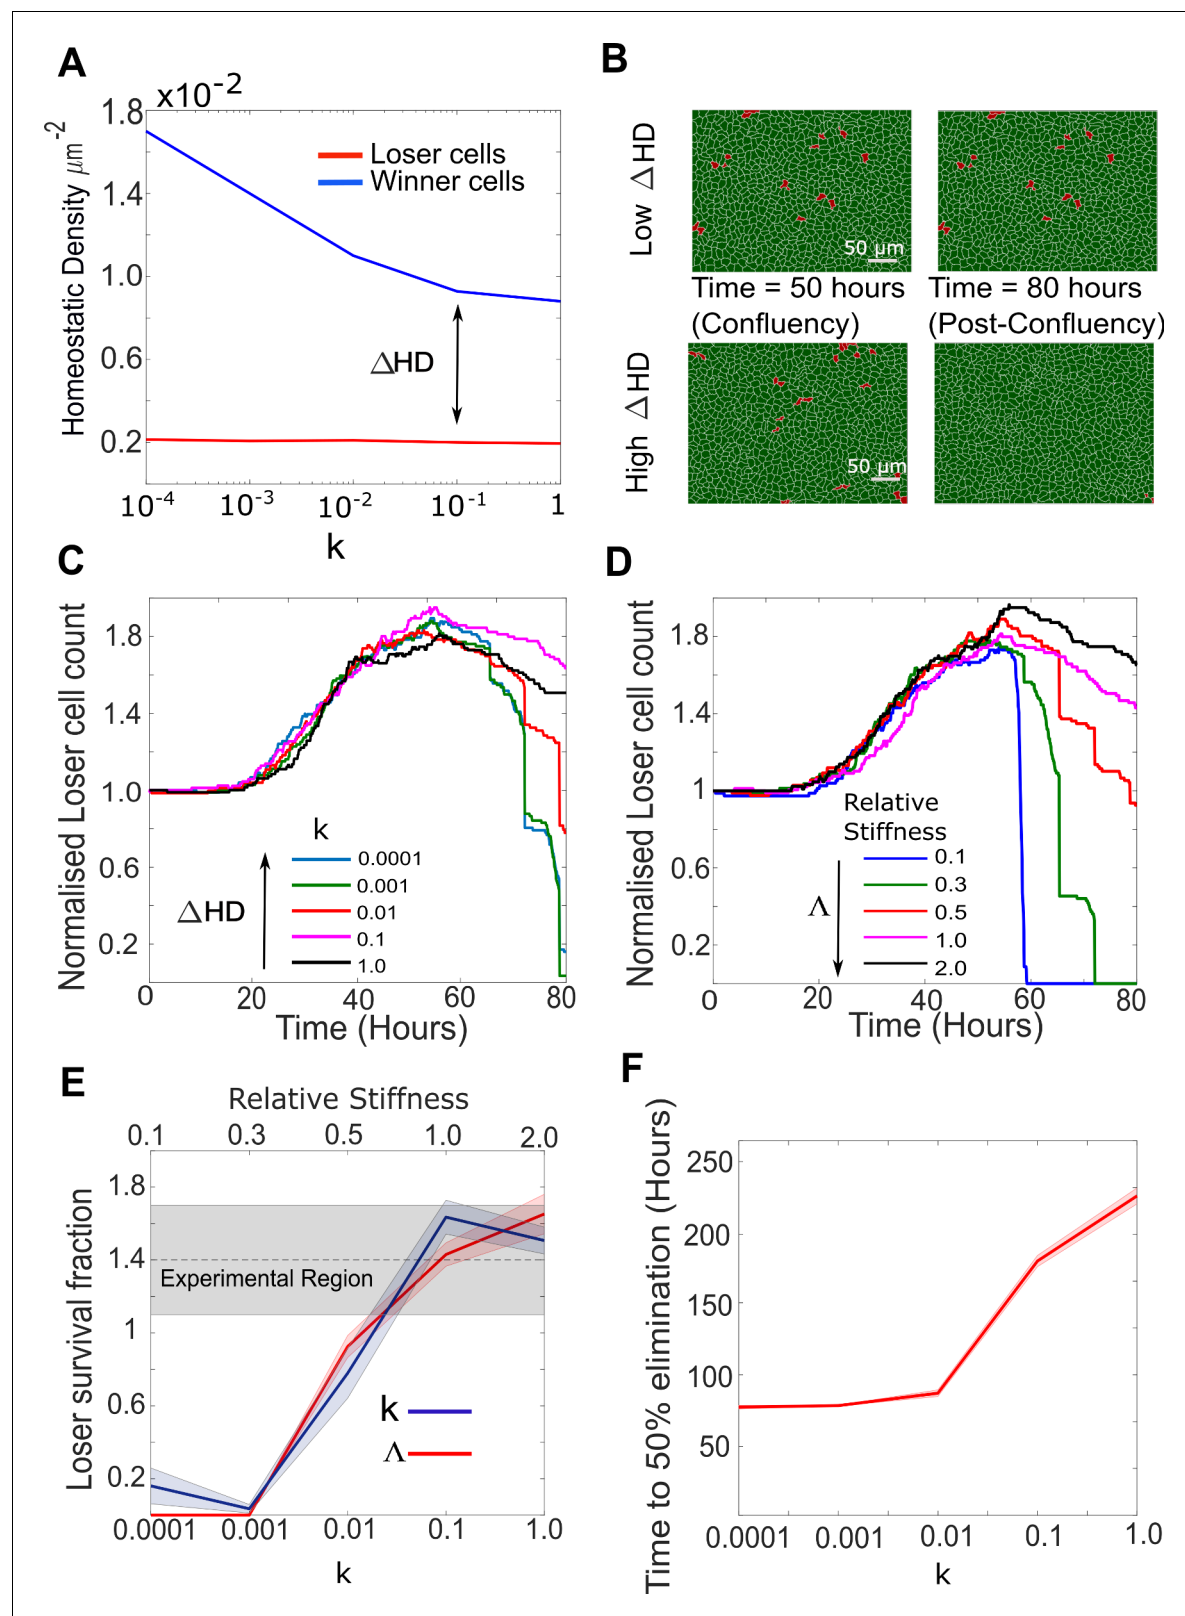 A
x10⁻²
1.8
1.4
1.0
0.6
0.2
Homeostatic Density μm⁻²
Loser cells
Winner cells
△HD
10⁻⁴ 10⁻³ 10⁻² 10⁻¹ 1
k
B
Low △HD
50 μm
Time = 50 hours
(Confluency)
Time = 80 hours
(Post-Confluency)
High △HD
50 μm
C
Normalised Loser cell count
1.8
1.4
1.0
0.6
0.2
k
0.0001
0.001
0.01
0.1
1.0
△HD
0 20 40 60 80
Time (Hours)
D
Normalised Loser cell count
1.8
1.4
1
0.6
0.2
Relative
Stiffness
0.1
0.3
0.5
1.0
2.0
Λ
0 20 40 60 80
Time (Hours)
E
Relative Stiffness
0.1 0.3 0.5 1.0 2.0
Loser survival fraction
1.8
1.4
1
0.6
0.2
Experimental Region
k
Λ
0.0001 0.001 0.01 0.1 1.0
k
F
Time to 50% elimination (Hours)
250
200
150
100
50
0.0001 0.001 0.01 0.1 1.0
k